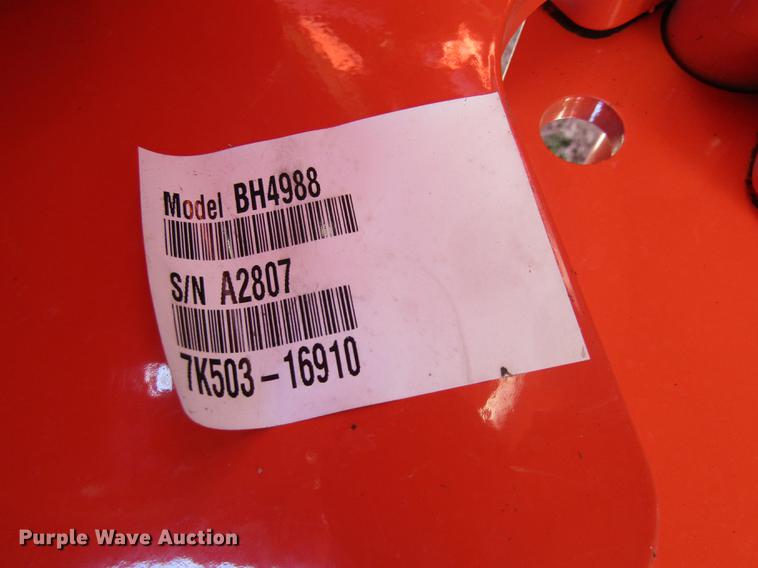 Model BH4988
S/N A2807
7K503-16910
Purple Wave Auction